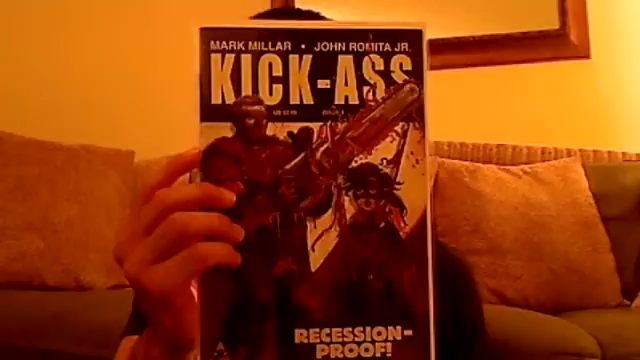 MARK MILLAR • JOHN ROMITA JR.
KICK-ASS
RECESSION-
PROOF!